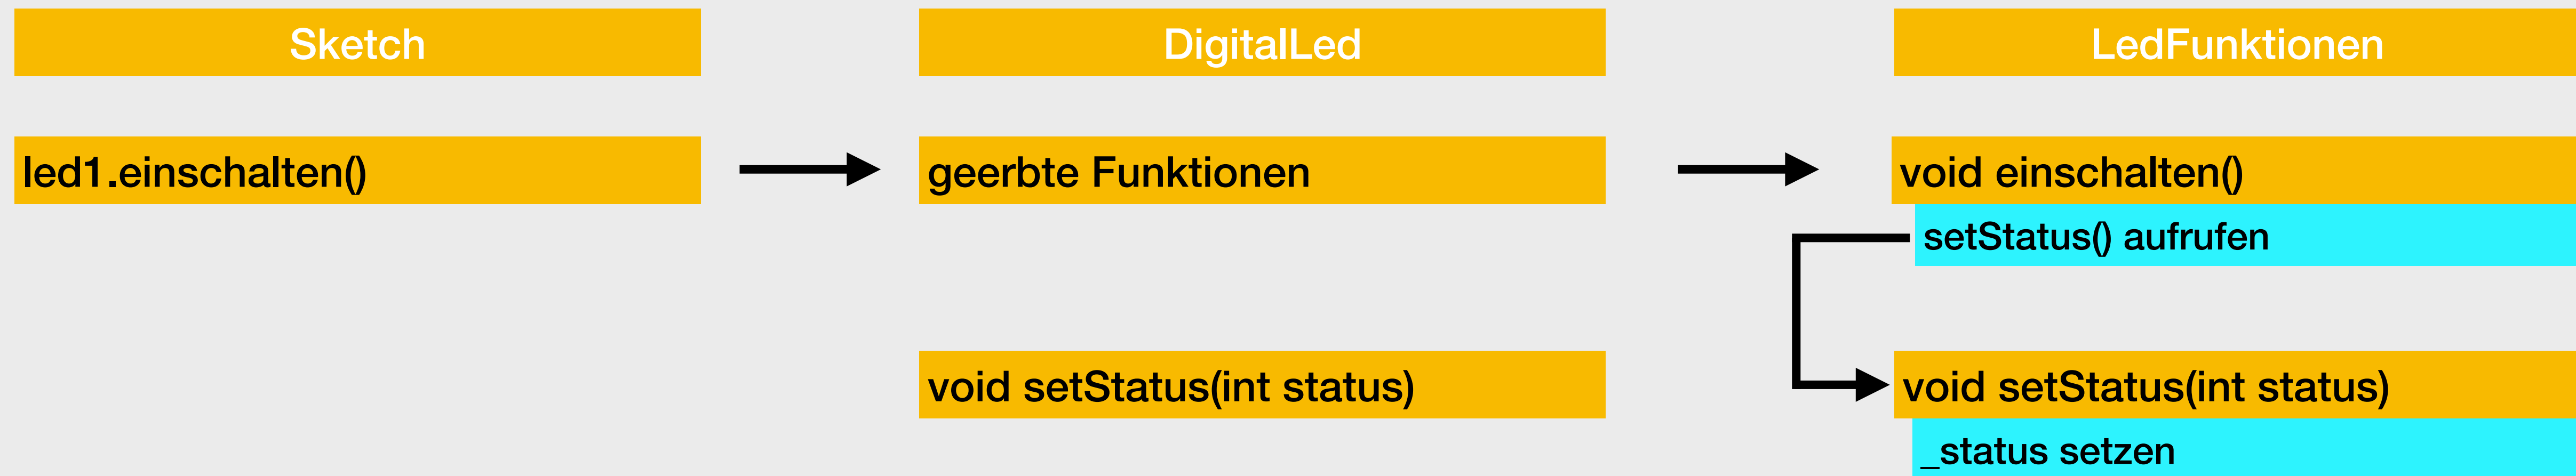 Sketch
DigitalLed
LedFunktionen
led1.einschalten()
geerbte Funktionen
void einschalten()
setStatus() aufrufen
void setStatus(int status)
void setStatus(int status)
_status setzen